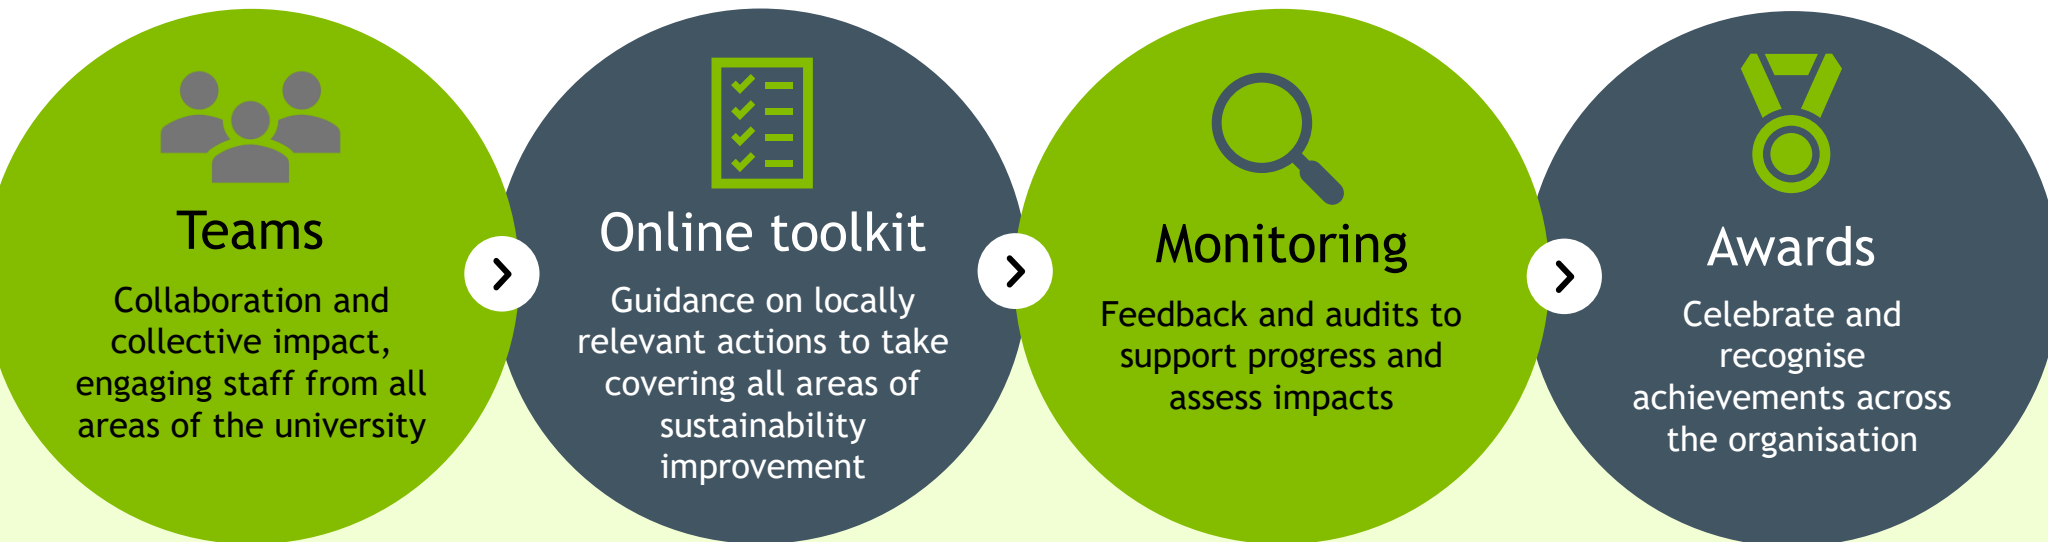 Teams
Collaboration and
collective impact,
engaging staff from all
areas of the university
Online toolkit
Guidance on locally
relevant actions to take
covering all areas of
sustainability
improvement
Monitoring
Feedback and audits to
support progress and
assess impacts
Awards
Celebrate and
recognise
achievements across
the organisation